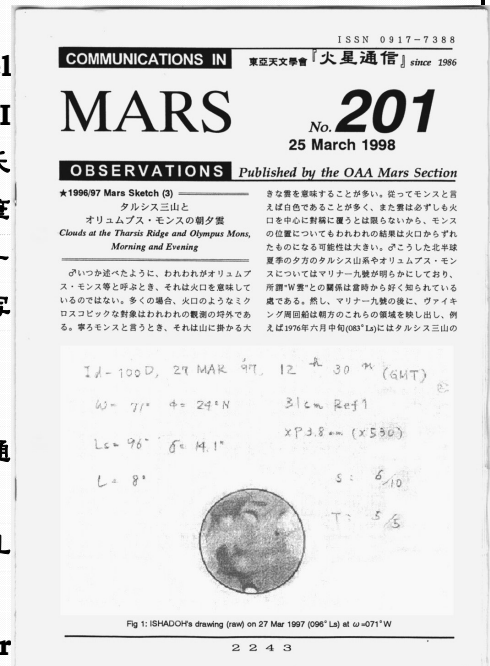 ISSN 0917-7388
COMMUNICATIONS IN
東亞天文學會『火星通信』since 1986
MARS
No. 201
25 March 1998
OBSERVATIONS Published by the OAA Mars Section
★1996/97 Mars Sketch (3)
タルシス三山と
オリュムプス・モンスの朝夕雲
Clouds at the Tharsis Ridge and Olympus Mons,
Morning and Evening
♂いつか述べたように、われわれがオリュムプ
ス・モンス等と呼ぶとき、それは火口を意味して
いるのではない。多くの場合、火口のようなミク
ロスコピックな対象はわれわれの観測の埒外であ
る。寧ろモンスと言うとき、それは山に掛かる大
きな雲を意味することが多い。従ってモンスと言
えば白色であることが多く、また雲は必ずしも火
口を中心に對稱に覆うとは限らないから、モンス
の位置についてもわれわれの結果は火口からずれ
たものになる可能性は大きい。♂こうした北半球
夏季の夕方のタルシス山系やオリュムプス・モン
スについてはマリナー九號が明らかにしており、
所謂"W雲"との關係は當時から好く知られている
處である。然し、マリナー九號の後に、ヴァイキ
ング周回船は朝方のこれらの領域を映し出し、例
えば1976年六月中旬(083°Ls)にはタルシス三山の
Id-100D, 27 MAR '97, 12h 30m (GMT)
ω= 71° φ= 24°N
31cm Refl
×P3.8mm (×530)
Ls= 96° δ= 14.1°
L = 8°
S: 6/10
T: 5/5
Fig 1: ISHADOH's drawing (raw) on 27 Mar 1997 (096° Ls) at ω=071° W
2243